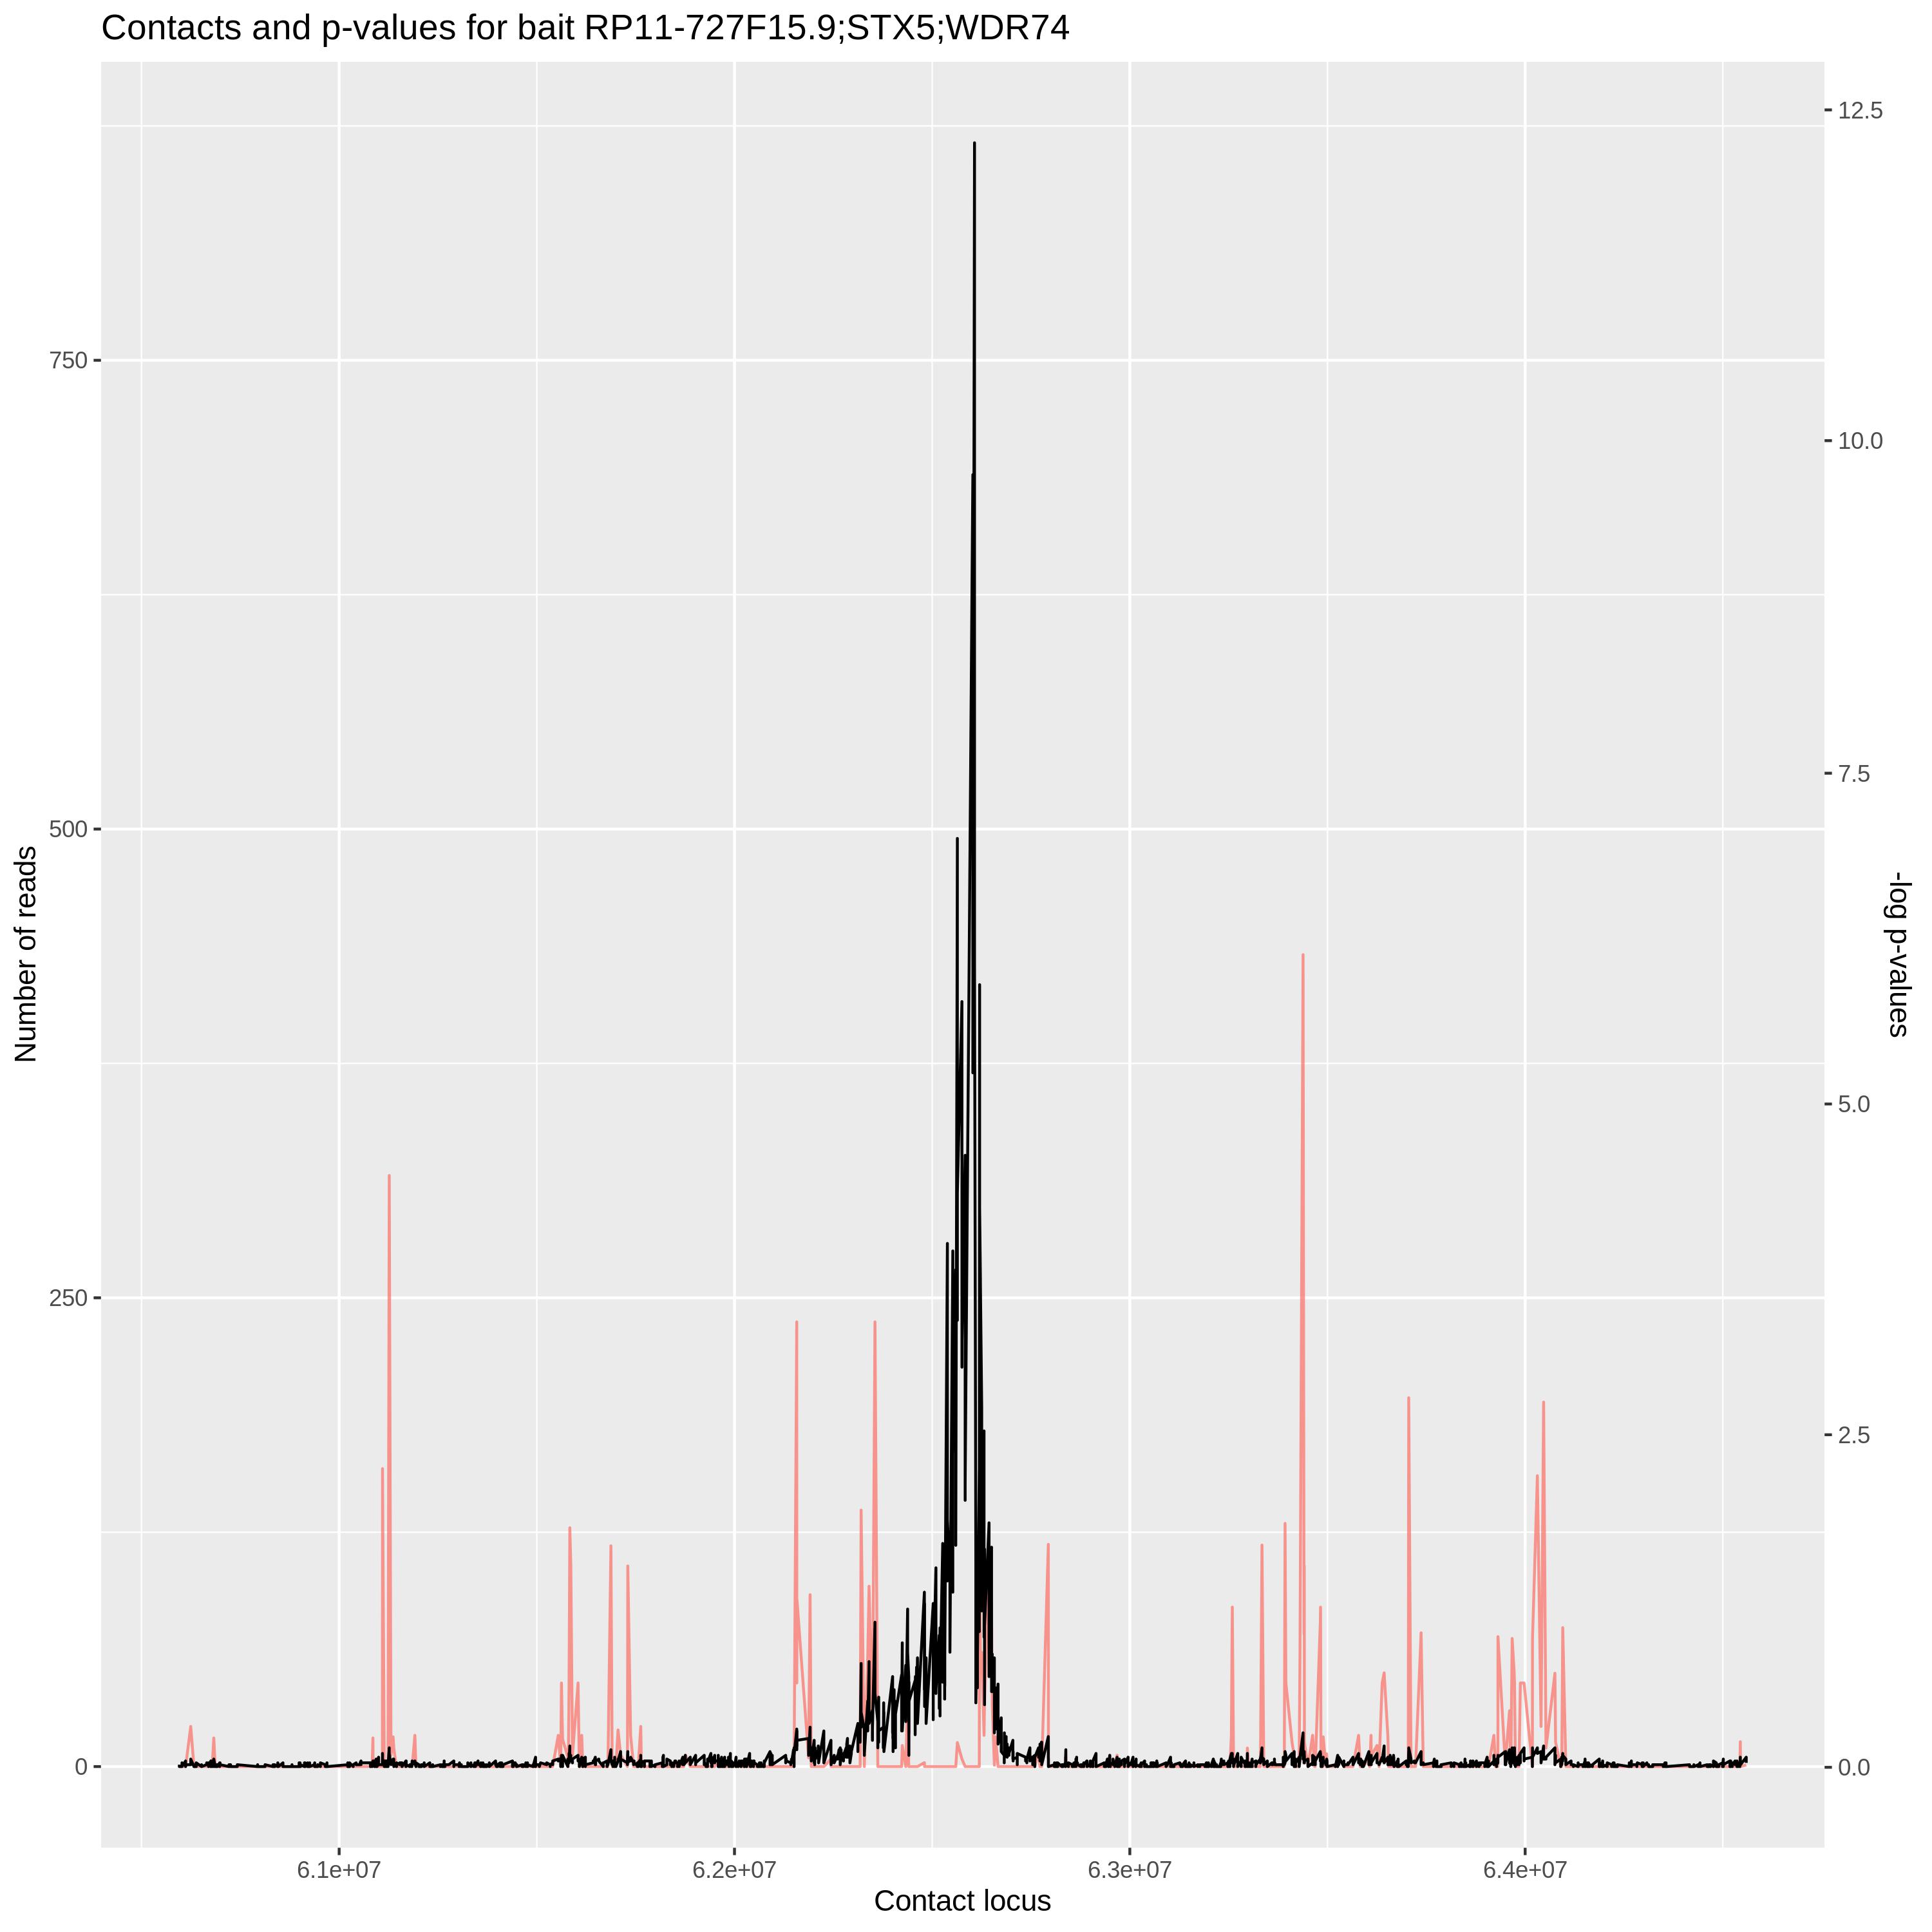 Contacts and p-values for bait RP11-727F15.9;STX5;WDR74
12.5
750
10.0
7.5
500
Number of reads
-log p-values
5.0
250
2.5
0
0.0
6.1e+07
6.2e+07
6.3e+07
6.4e+07
Contact locus